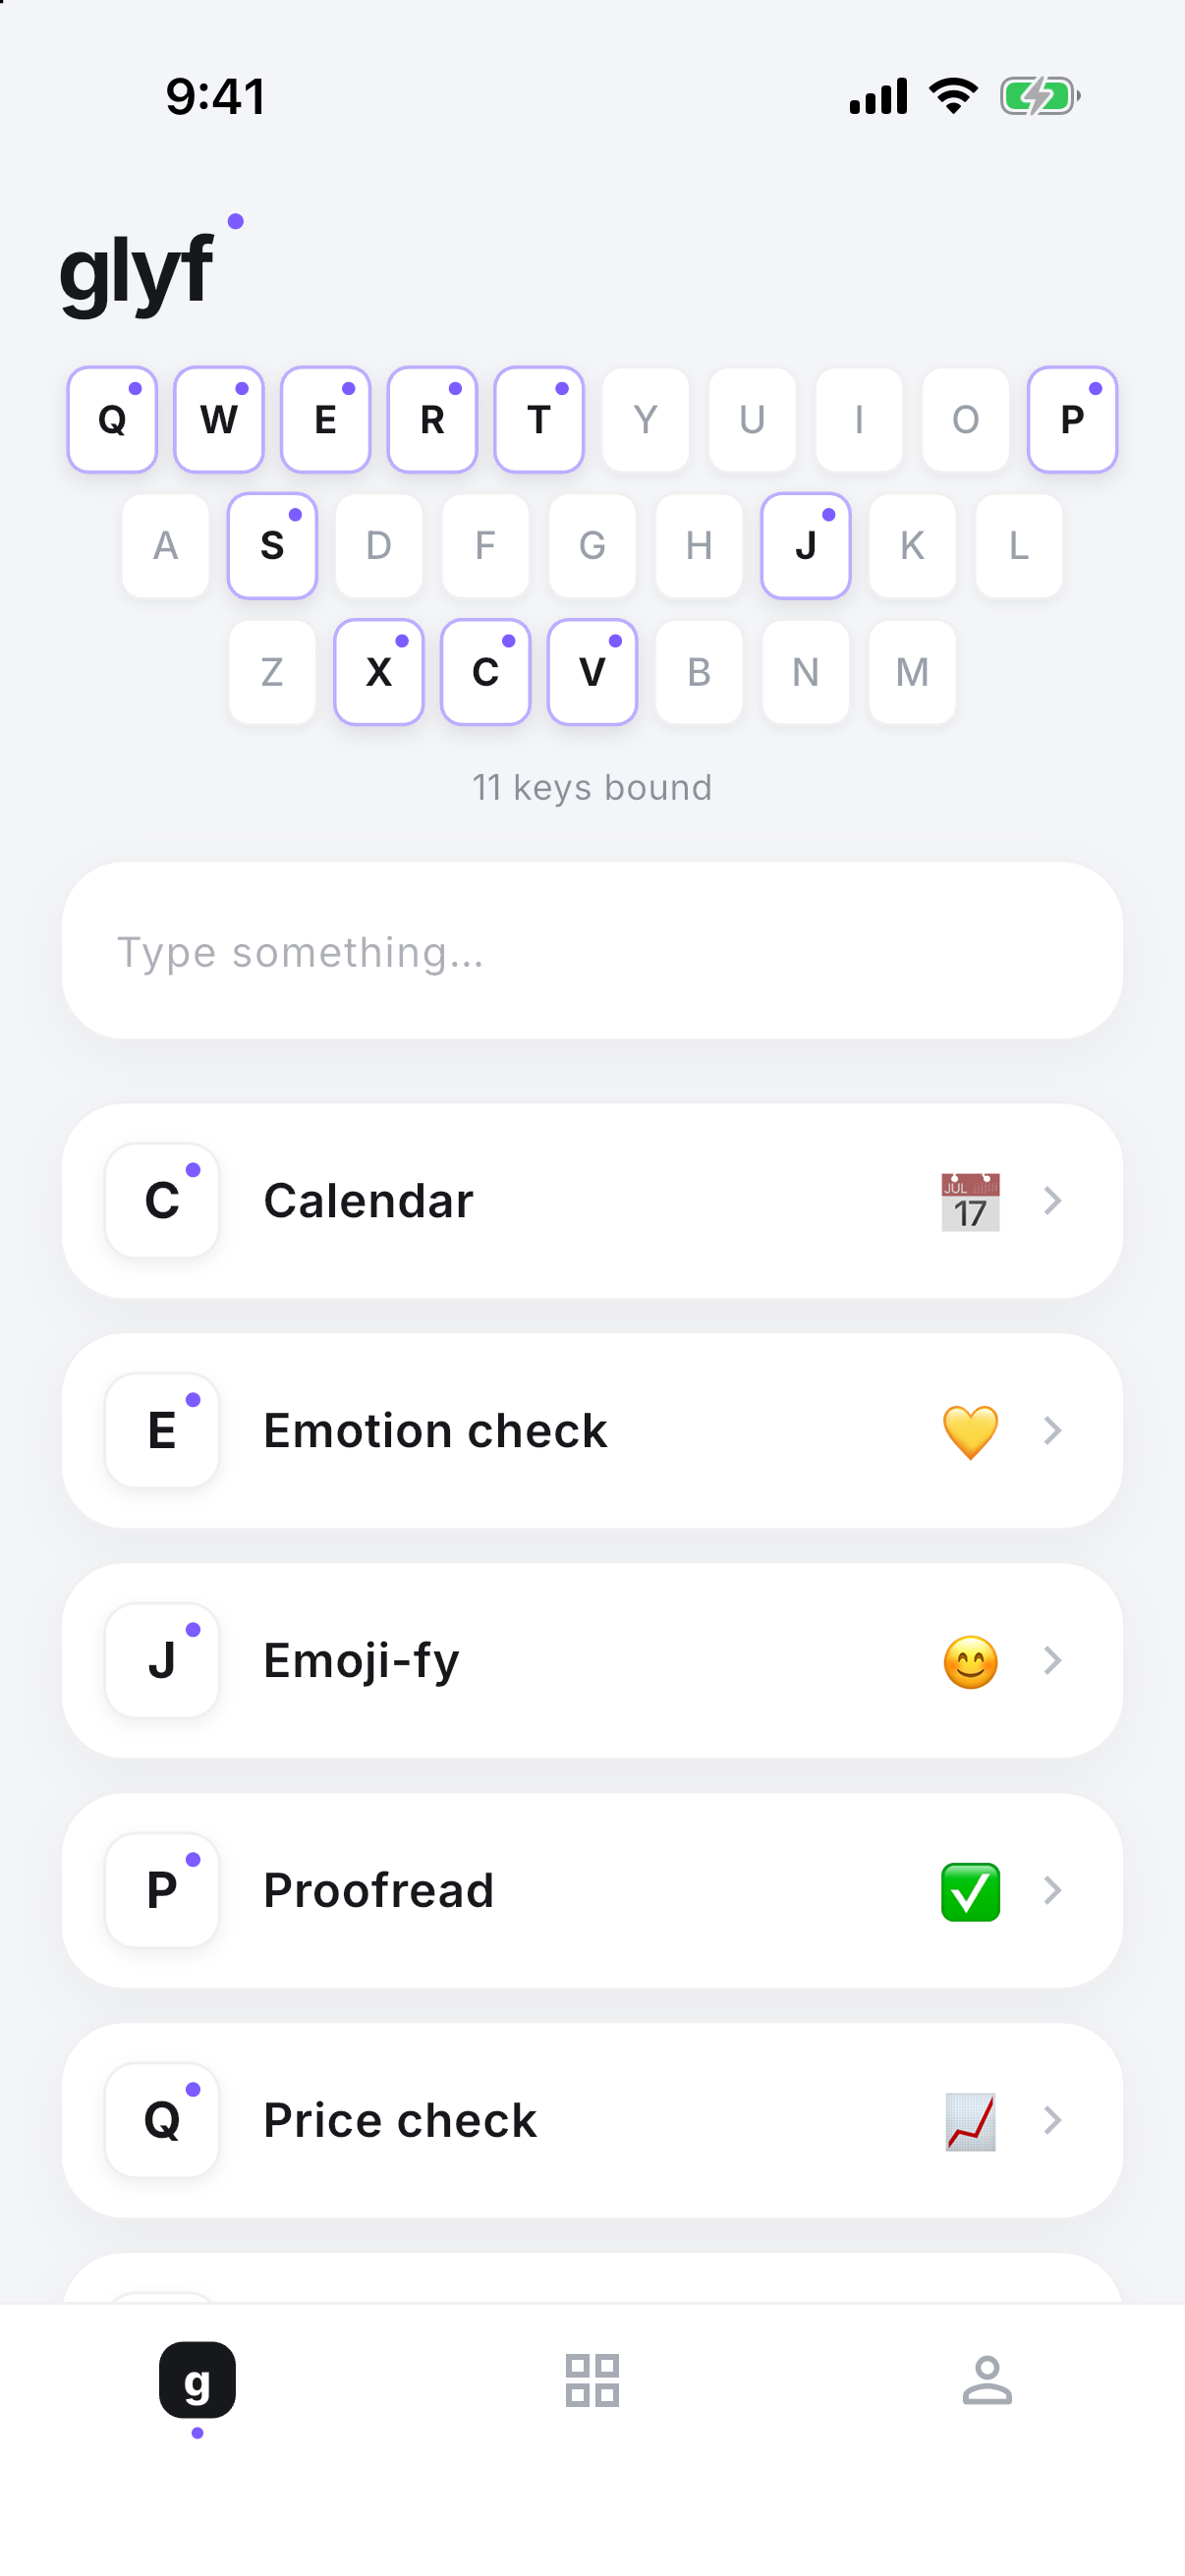 9:41
glyf
Q W E R T Y U I O P
A S D F G H J K L
Z X C V B N M
11 keys bound
Type something...
C Calendar JUL 17
E Emotion check
J Emoji-fy
P Proofread
Q Price check
g